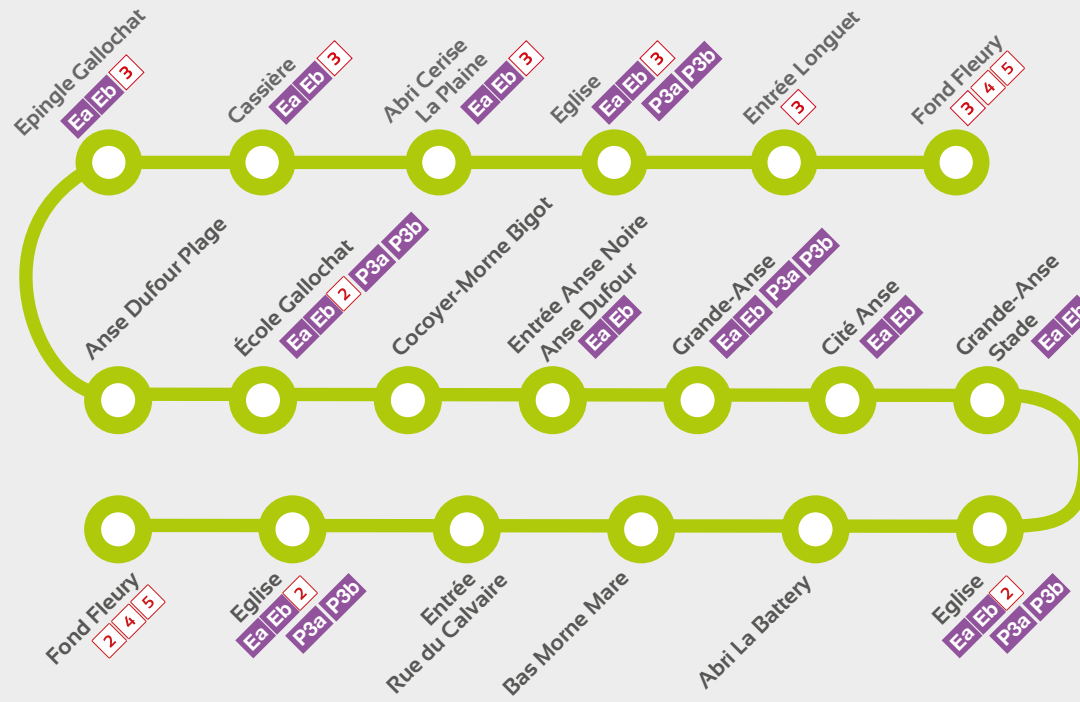 Epingle Gallochat
Ea Eb 3
Cassière
Ea Eb 3
Abri Cerise
La Plaine
Ea Eb 3
Eglise
Ea Eb 3
P3a P3b
Entrée Longuet
3
Fond Fleury
3 4 5
Anse Dufour Plage
École Gallochat
Ea Eb 2 P3a P3b
Cocoyer-Morne Bigot
Entrée Anse Noire
Anse Dufour
Ea Eb
Grande-Anse
Ea Eb P3a P3b
Cité Anse
Ea Eb
Grande-Anse
Stade
Ea Eb
Fond Fleury
2 4 5
Eglise
Ea Eb 2
P3a P3b
Entrée
Rue du Calvaire
Bas Morne Mare
Abri La Battery
Eglise
Ea Eb 2
P3a P3b